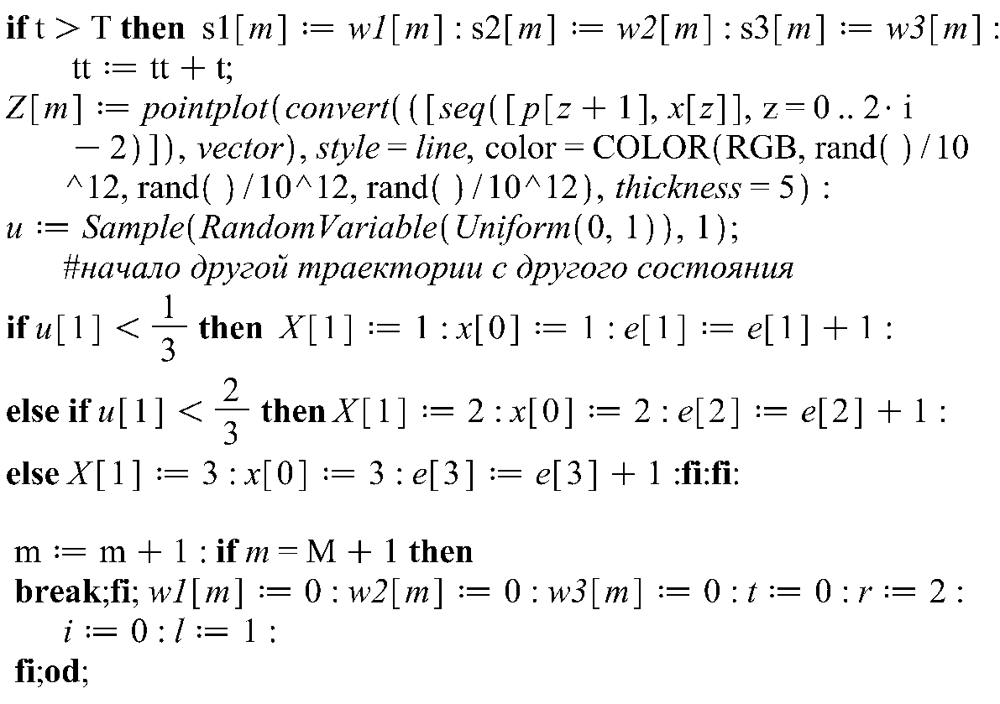 if t > T then s1[m] := w1[m] : s2[m] := w2[m] : s3[m] := w3[m] :
tt := tt + t;
Z[m] := pointplot(convert(([seq([p[z + 1], x[z]], z = 0 .. 2· i
− 2)]), vector), style = line, color = COLOR(RGB, rand( ) / 10
^12, rand( ) / 10^12, rand( ) / 10^12), thickness = 5) :
u := Sample(RandomVariable(Uniform(0, 1)), 1);
#начало другой траектории с другого состояния
if u[1] < 1/3 then X[1] := 1 : x[0] := 1 : e[1] := e[1] + 1 :
else if u[1] < 2/3 then X[1] := 2 : x[0] := 2 : e[2] := e[2] + 1 :
else X[1] := 3 : x[0] := 3 : e[3] := e[3] + 1 :fi:fi:
m := m + 1 : if m = M + 1 then
break;fi; w1[m] := 0 : w2[m] := 0 : w3[m] := 0 : t := 0 : r := 2 :
i := 0 : l := 1 :
fi;od;